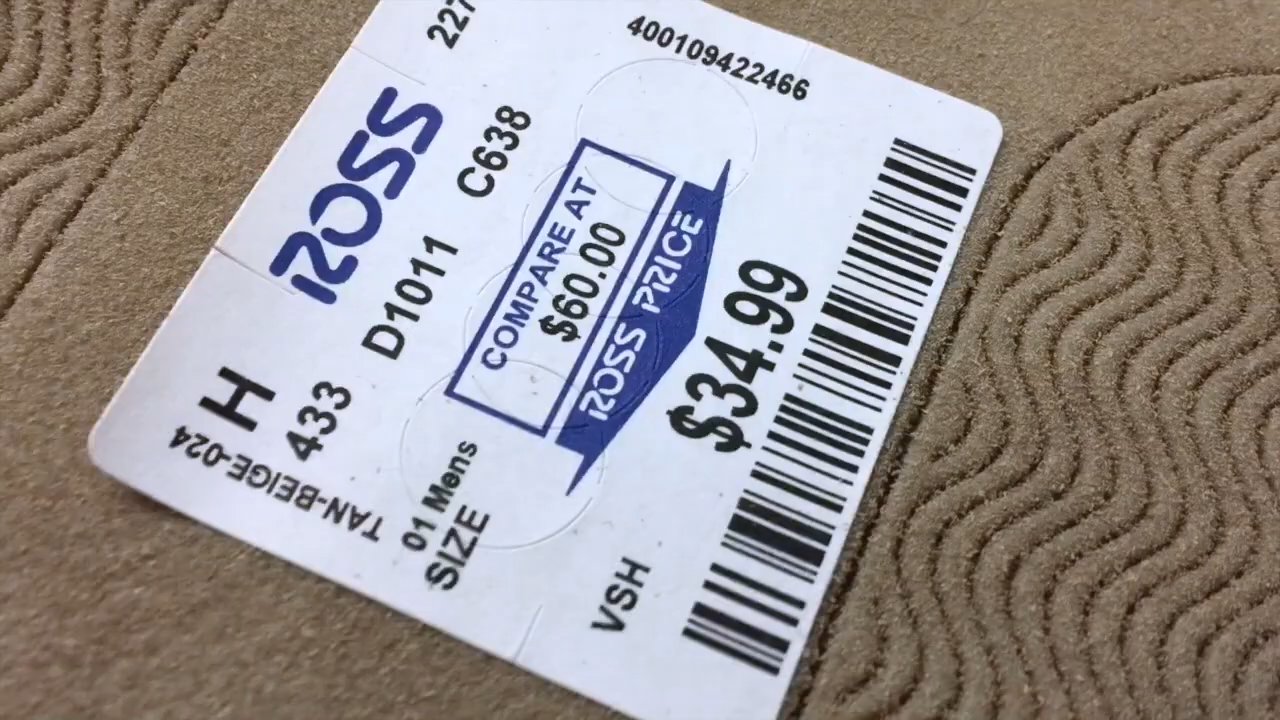 ROSS
227
D1011 C638
H
433
TAN-BEIGE-024
01 Mens
SIZE
COMPARE AT
$60.00
ROSS PRICE
$34.99
VSH
400109422466